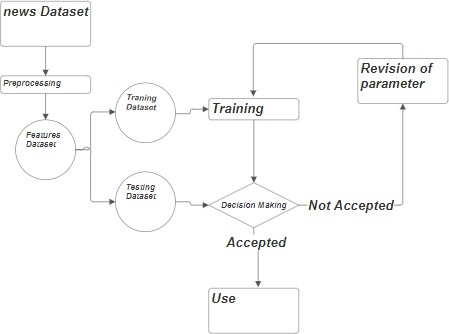 news Dataset
Preprocessing
Features
Dataset
Traning
Dataset
Testing
Dataset
Training
Decision Making
Revision of
parameter
Not Accepted
Accepted
Use